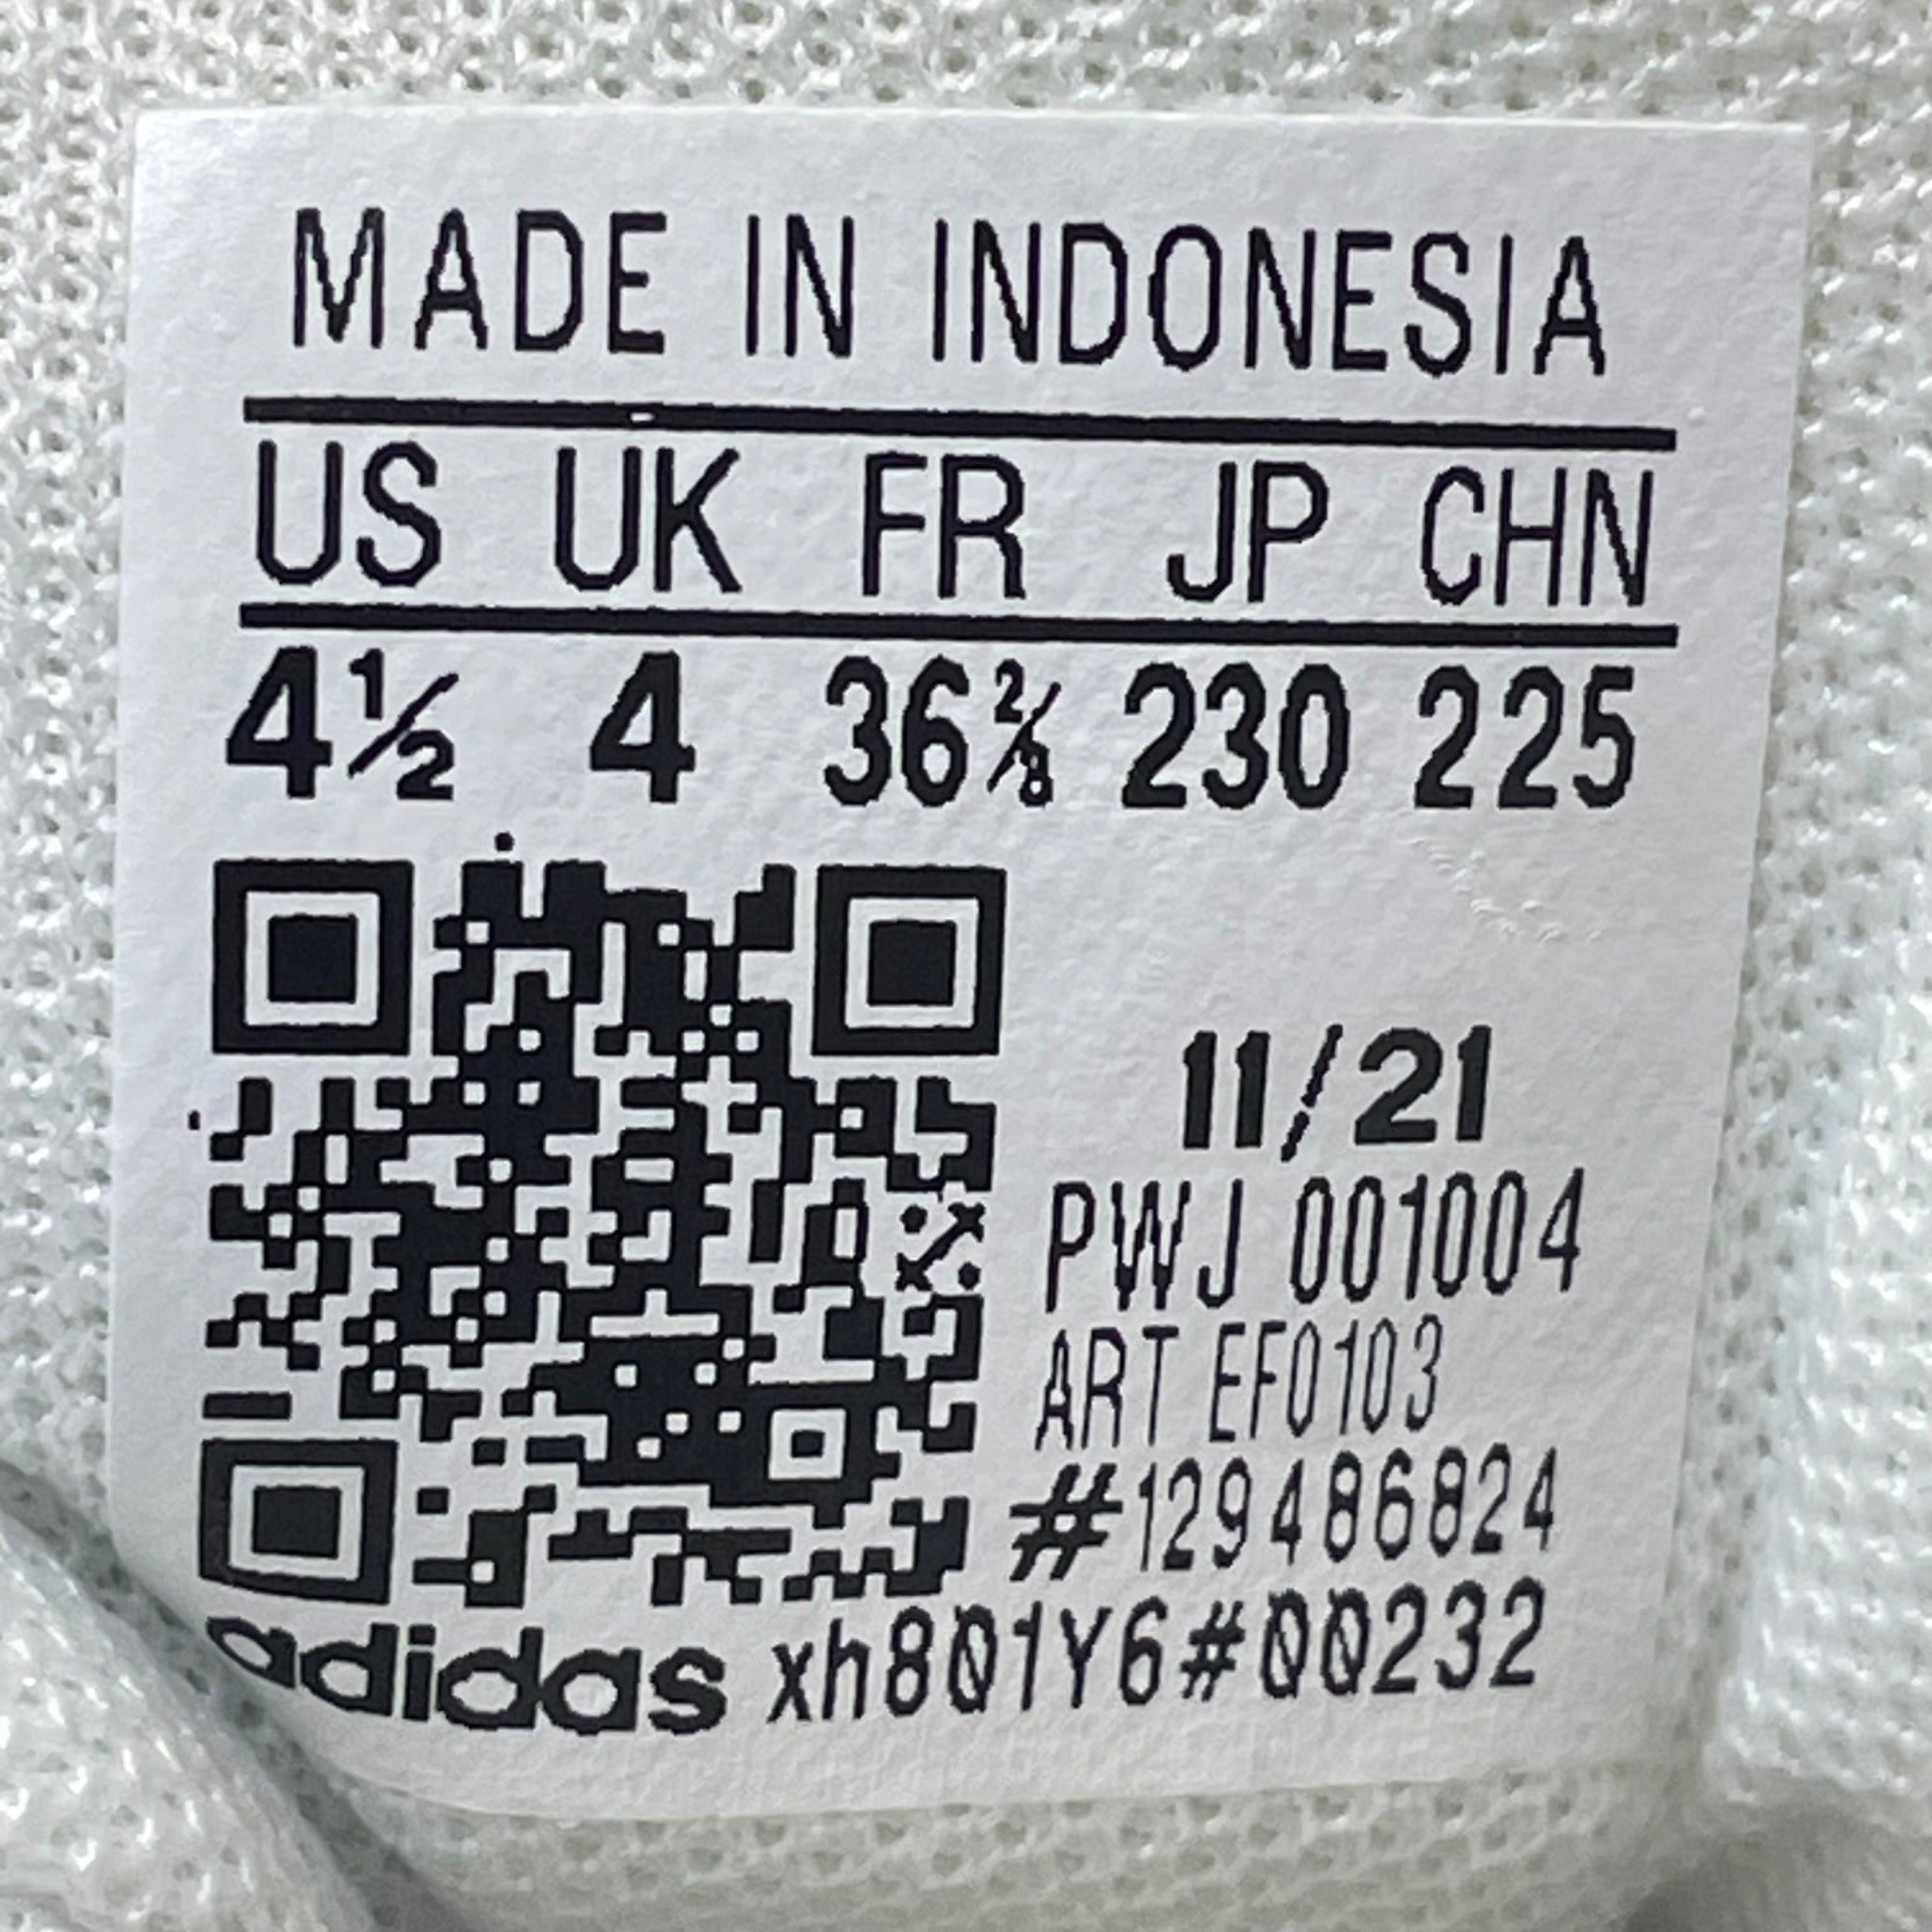 MADE IN INDONESIA
US UK FR JP CHN
4½ 4 36⅔ 230 225
11/21
PWJ 001004
ART EF0103
#129486824
adidas xh801Y6#00232